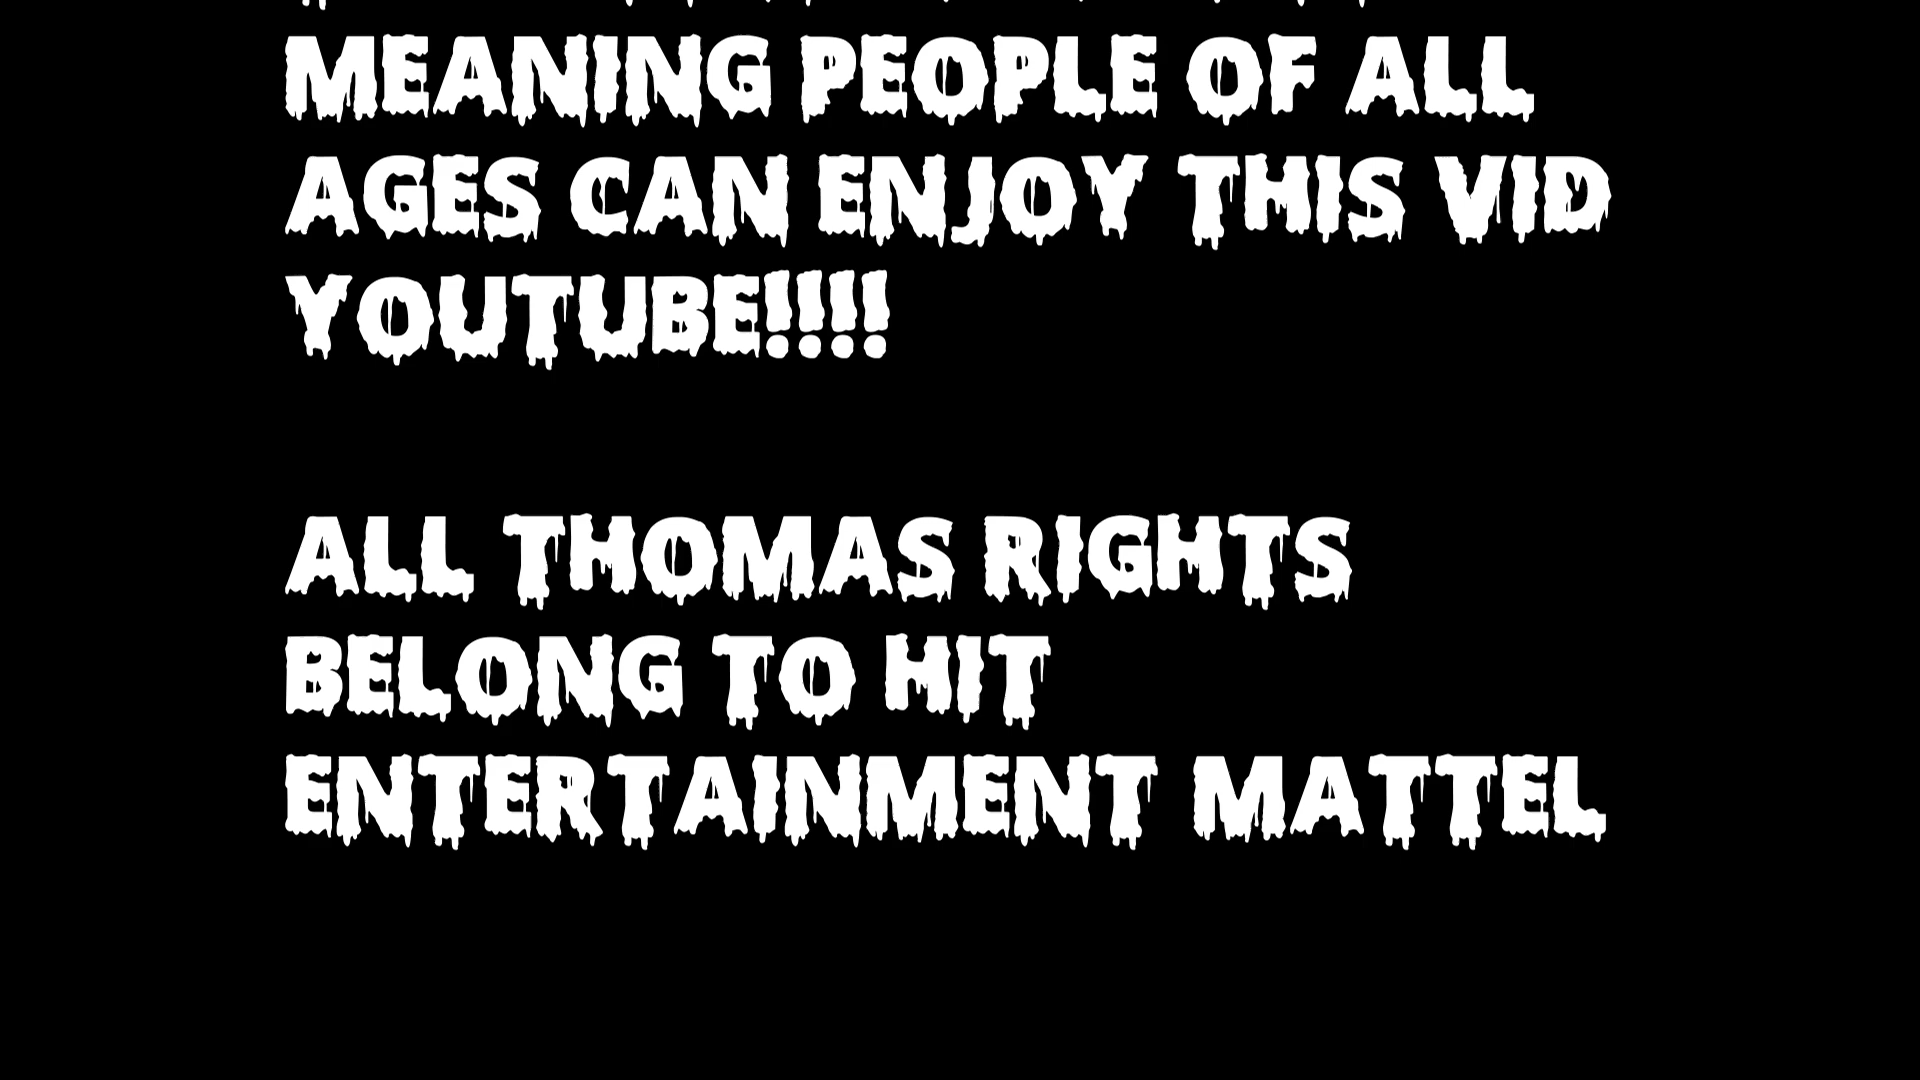 MEANING PEOPLE OF ALL
AGES CAN ENJOY THIS VID
YOUTUBE!!!!
ALL THOMAS RIGHTS
BELONG TO HIT
ENTERTAINMENT MATTEL